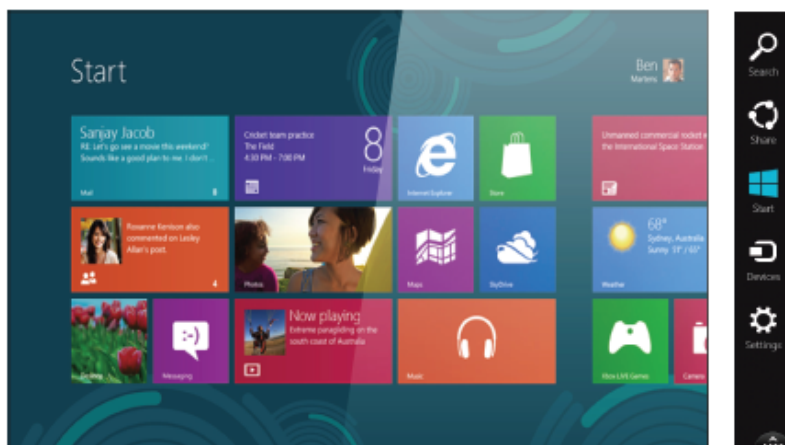 Start
Ben
Martens
Sanjay Jacob
RE: Let's go see a movie this weekend?
Sounds like a good plan to me. I don't ...
Mail
8
Cricket team practice
The Field
4:30 PM - 7:00 PM
8
Friday
Internet Explorer
Store
Unmanned commercial rocket
the International Space Station
Roxanne Kenison also
commented on Lesley
Allan's post.
4
Photos
Maps
SkyDrive
68°
Sydney, Australia
Sunny
Weather
Desktop
:-)
Messaging
Now playing
Extreme paragliding on the
south coast of Australia
Music
Xbox LIVE Games
Camera
Search
Share
Start
Devices
Settings